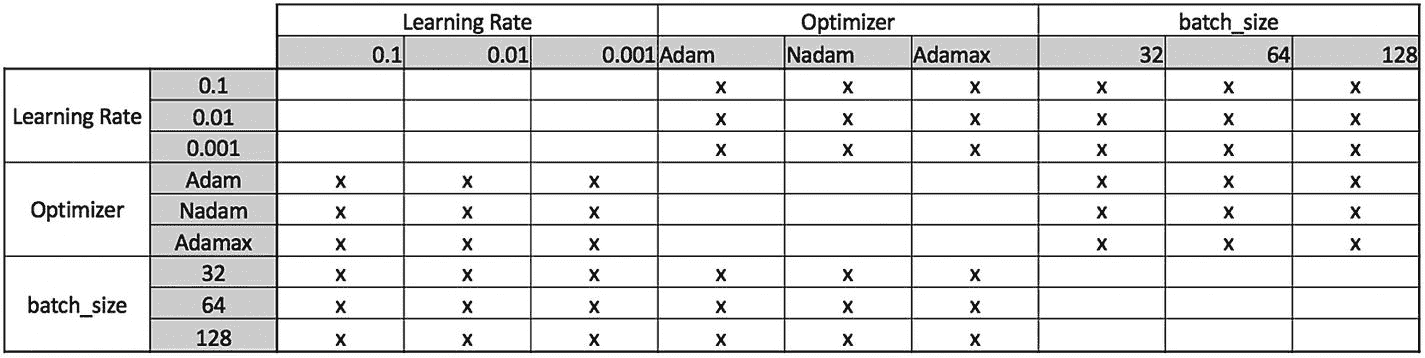 Learning Rate Optimizer batch_size
0.1 0.01 0.001 Adam Nadam Adamax 32 64 128
0.1 x x x x x x
Learning Rate 0.01 x x x x x x
0.001 x x x x x x
Adam x x x x x x
Optimizer Nadam x x x x x x
Adamax x x x x x x
32 x x x x x x
batch_size 64 x x x x x x
128 x x x x x x